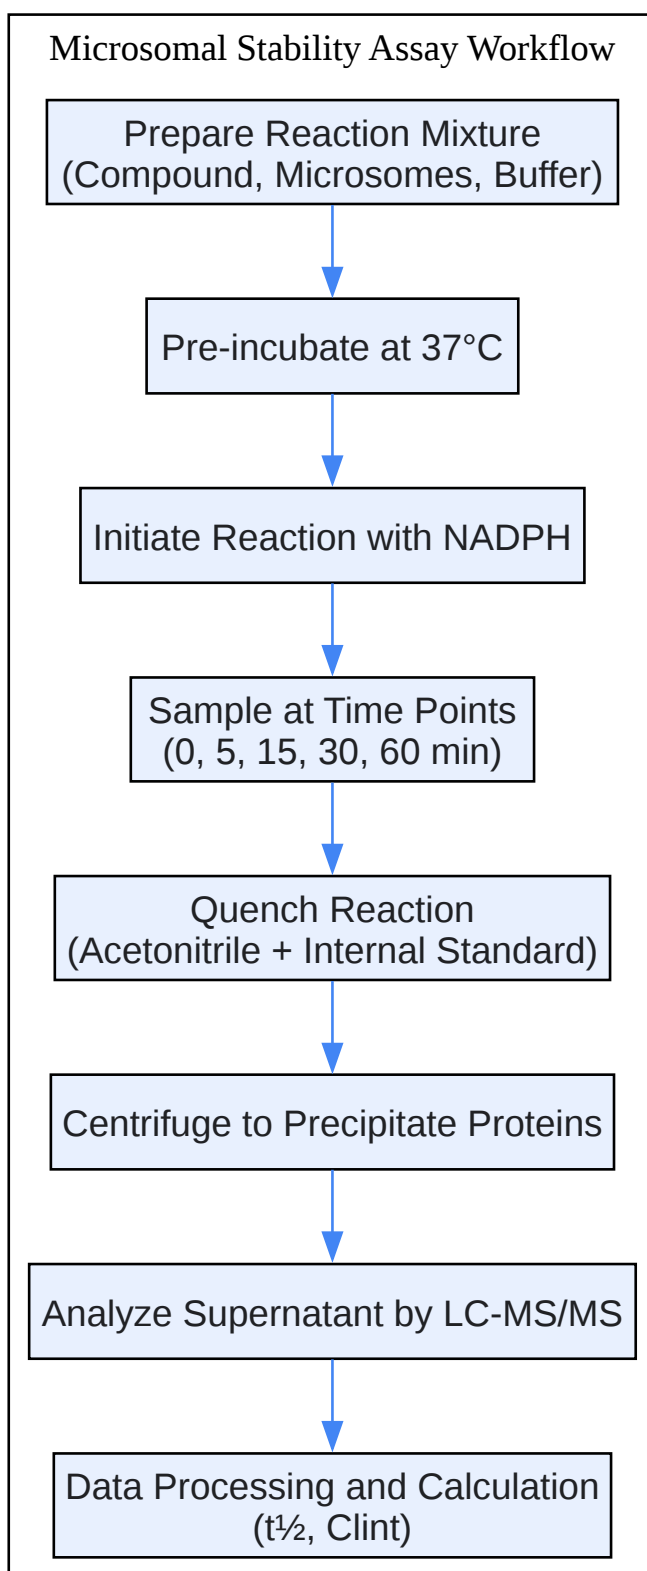 Microsomal Stability Assay Workflow
Prepare Reaction Mixture
(Compound, Microsomes, Buffer)
Pre-incubate at 37°C
Initiate Reaction with NADPH
Sample at Time Points
(0, 5, 15, 30, 60 min)
Quench Reaction
(Acetonitrile + Internal Standard)
Centrifuge to Precipitate Proteins
Analyze Supernatant by LC-MS/MS
Data Processing and Calculation
(t½, Clint)